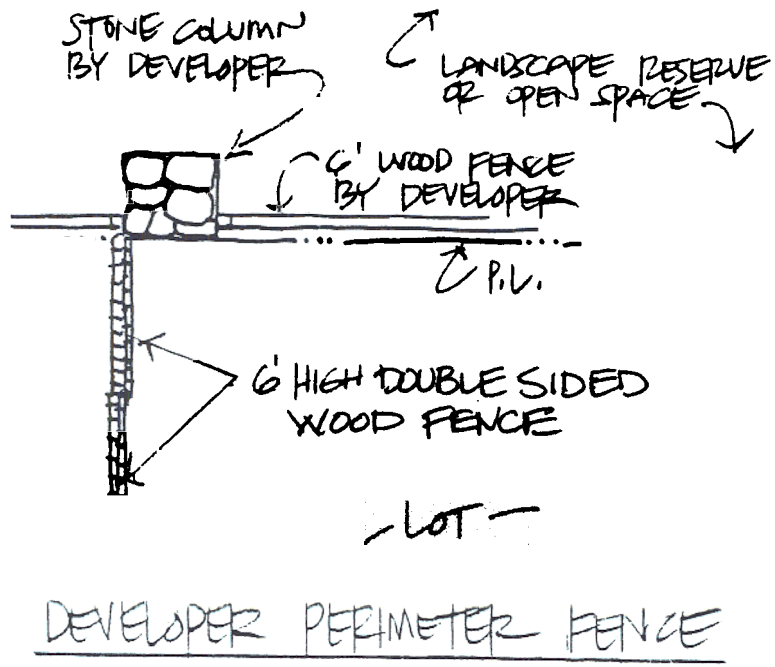 STONE COLUMN
BY DEVELOPER
LANDSCAPE RESERVE
OR OPEN SPACE
6' WOOD FENCE
BY DEVELOPER
P.L.
6' HIGH DOUBLE SIDED
WOOD FENCE
- LOT -
DEVELOPER PERIMETER FENCE